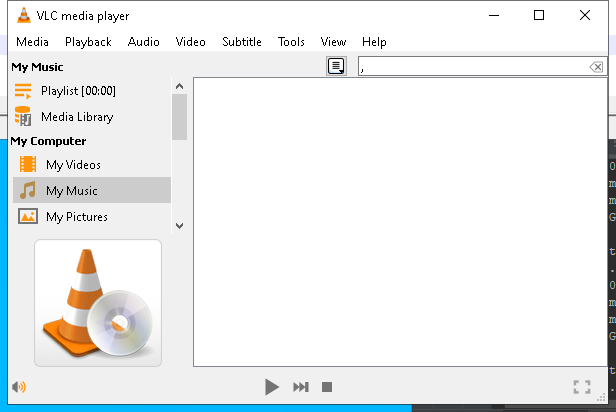 VLC media player
Media Playback Audio Video Subtitle Tools View Help
My Music
,
Playlist [00:00]
Media Library
My Computer
My Videos
My Music
My Pictures